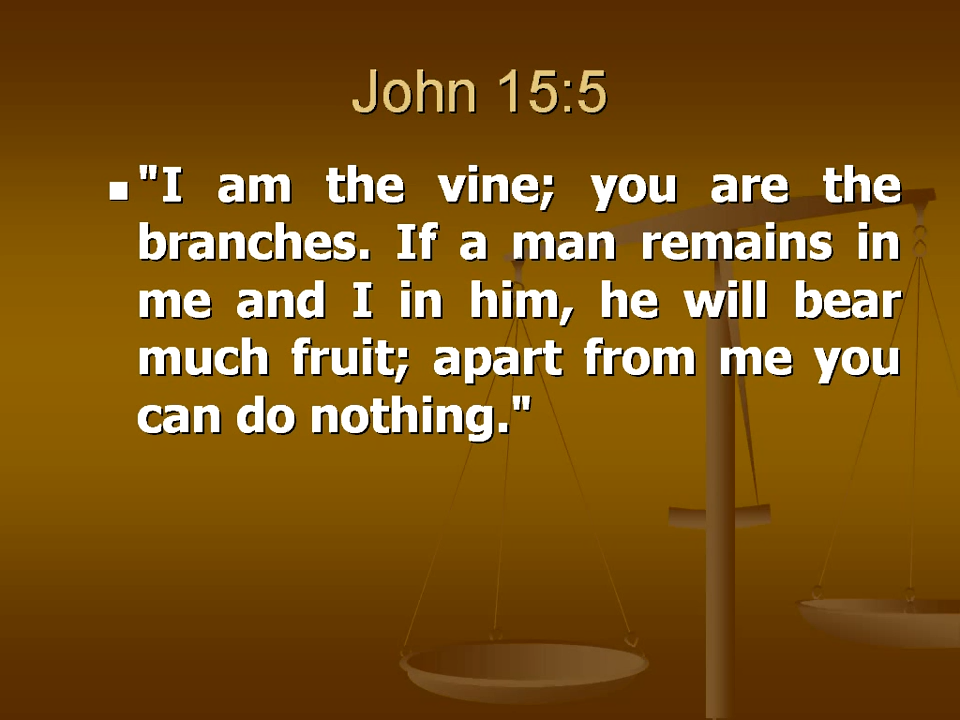 John 15:5
"I am the vine; you are the
branches. If a man remains in
me and I in him, he will bear
much fruit; apart from me you
can do nothing."